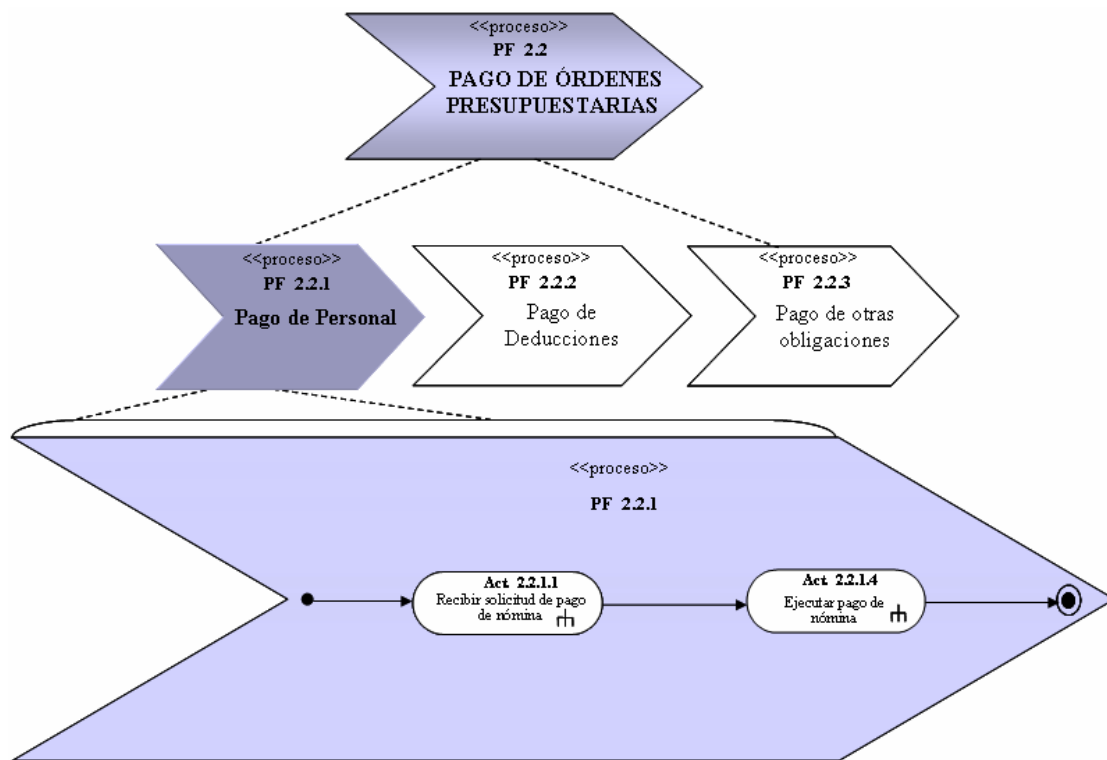 <<proceso>>
PF 2.2
PAGO DE ÓRDENES
PRESUPUESTARIAS
<<proceso>>
PF 2.2.1
Pago de Personal
<<proceso>>
PF 2.2.2
Pago de
Deducciones
<<proceso>>
PF 2.2.3
Pago de otras
obligaciones
<<proceso>>
PF 2.2.1
Act 2.2.1.1
Recibir solicitud de pago
de nómina
Act 2.2.1.4
Ejecutar pago de
nómina